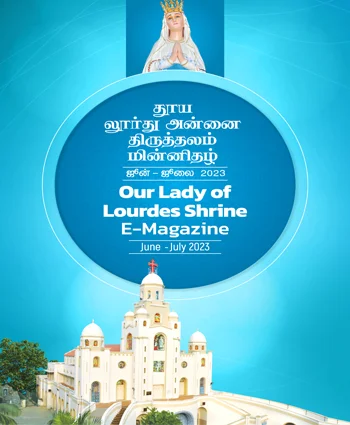 தூய
லூர்து அன்னை
திருத்தலம்
மின்னிதழ்
ஜூன் - ஜூலை 2023
Our Lady of
Lourdes Shrine
E-Magazine
June - July 2023